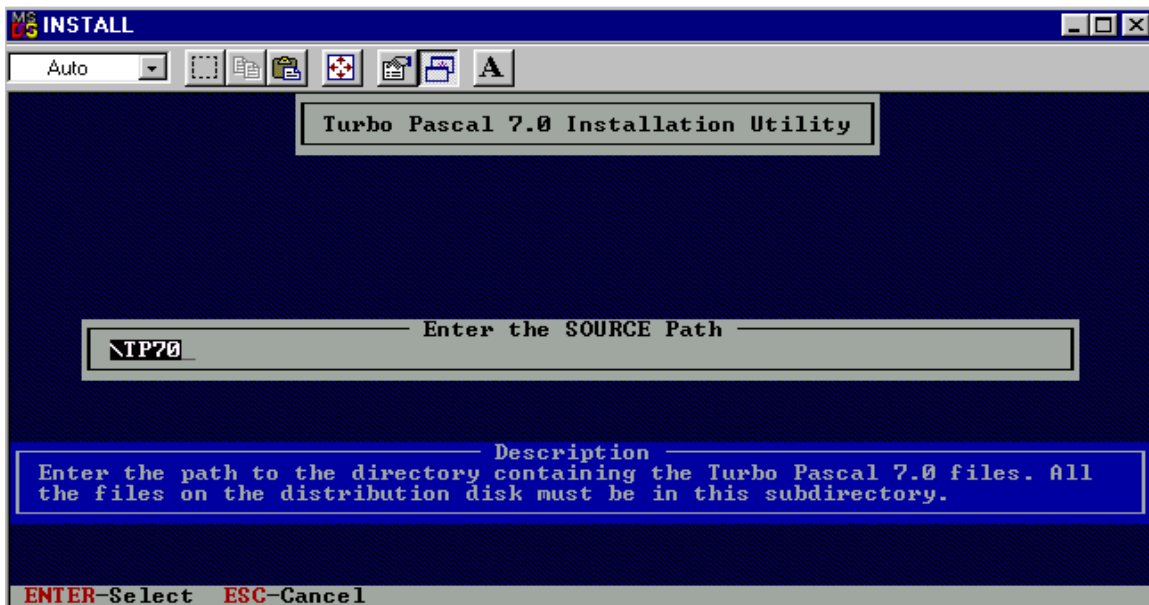 INSTALL
Auto
A
Turbo Pascal 7.0 Installation Utility
Enter the SOURCE Path
\TP70_
Description
Enter the path to the directory containing the Turbo Pascal 7.0 files. All
the files on the distribution disk must be in this subdirectory.
ENTER-Select ESC-Cancel